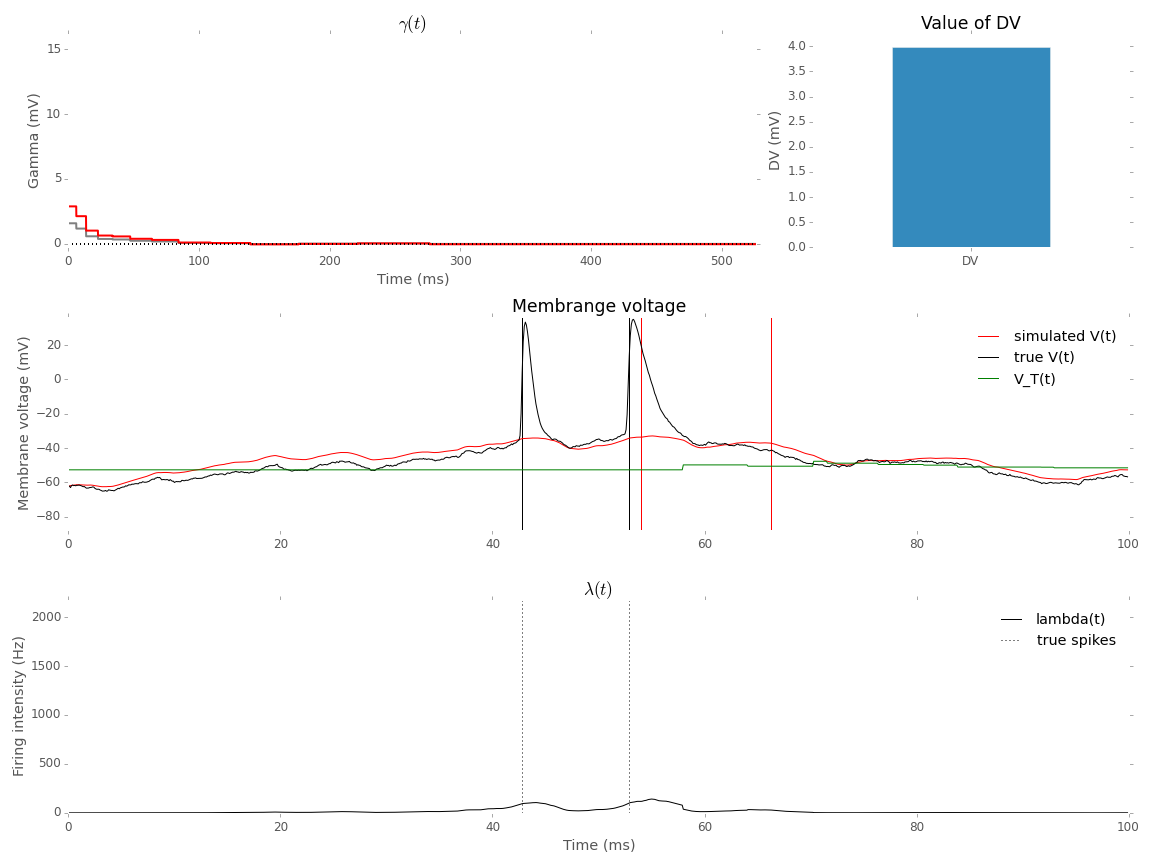 γ(t)
Value of DV
15
10
5
0
Gamma (mV)
0 100 200 300 400 500
Time (ms)
4.0
3.5
3.0
2.5
2.0
1.5
1.0
0.5
0.0
DV (mV)
DV
Membrange voltage
20
0
−20
−40
−60
−80
Membrane voltage (mV)
simulated V(t)
true V(t)
V_T(t)
0 20 40 60 80 100
λ(t)
2000
1500
1000
500
0
Firing intensity (Hz)
lambda(t)
true spikes
0 20 40 60 80 100
Time (ms)